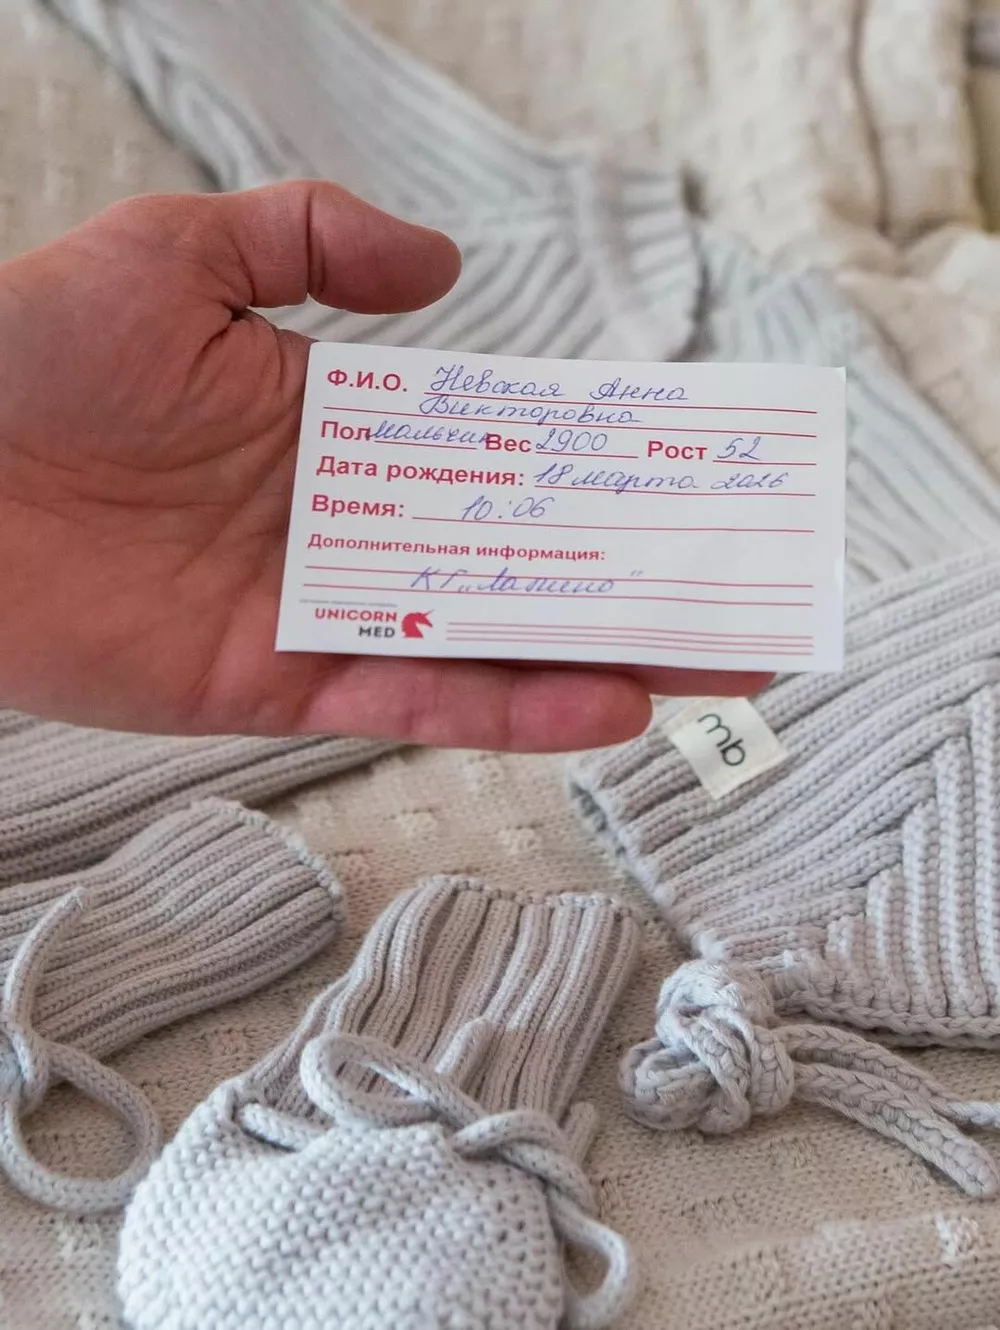 Ф.И.О. Невская Анна
Викторовна
Пол мальчик Вес 2900 Рост 52
Дата рождения: 18 марта 2026
Время: 10:06
Дополнительная информация:
КГ „Лапино"
UNICORN
MED
mb